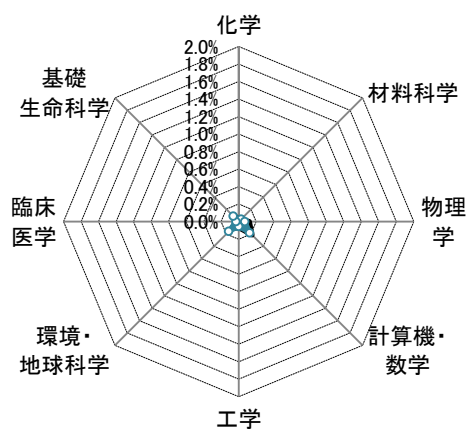 化学
2.0%
1.8%
1.6%
1.4%
1.2%
1.0%
0.8%
0.6%
0.4%
0.2%
0.0%
材料科学
物理
学
計算機・
数学
工学
環境・
地球科学
臨床
医学
基礎
生命科学